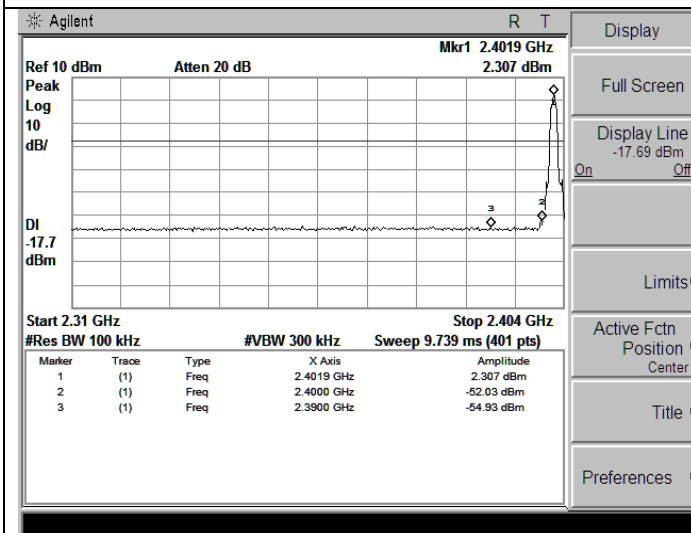 Agilent R T
Mkr1 2.4019 GHz
Ref 10 dBm Atten 20 dB 2.307 dBm
Peak
Log
10
dB/
DI
-17.7
dBm
1
3
2
Start 2.31 GHz Stop 2.404 GHz
#Res BW 100 kHz #VBW 300 kHz Sweep 9.739 ms (401 pts)
Marker Trace Type X Axis Amplitude
1 (1) Freq 2.4019 GHz 2.307 dBm
2 (1) Freq 2.4000 GHz -52.03 dBm
3 (1) Freq 2.3900 GHz -54.93 dBm
Display
Full Screen
Display Line
-17.69 dBm
On Off
Limits
Active Fctn
Position
Center
Title
Preferences